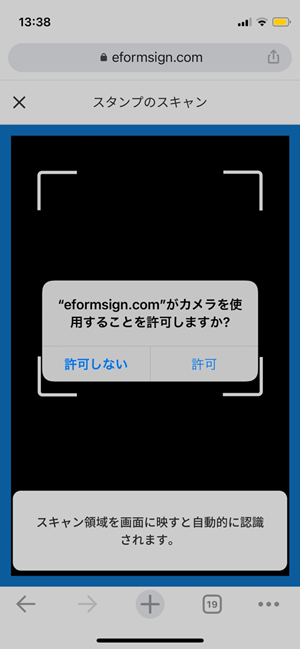 13:38
eformsign.com
スタンプのスキャン
“eformsign.com”がカメラを使
用することを許可しますか?
許可しない 許可
スキャン領域を画面に映すと自動的に認識
されます。
19